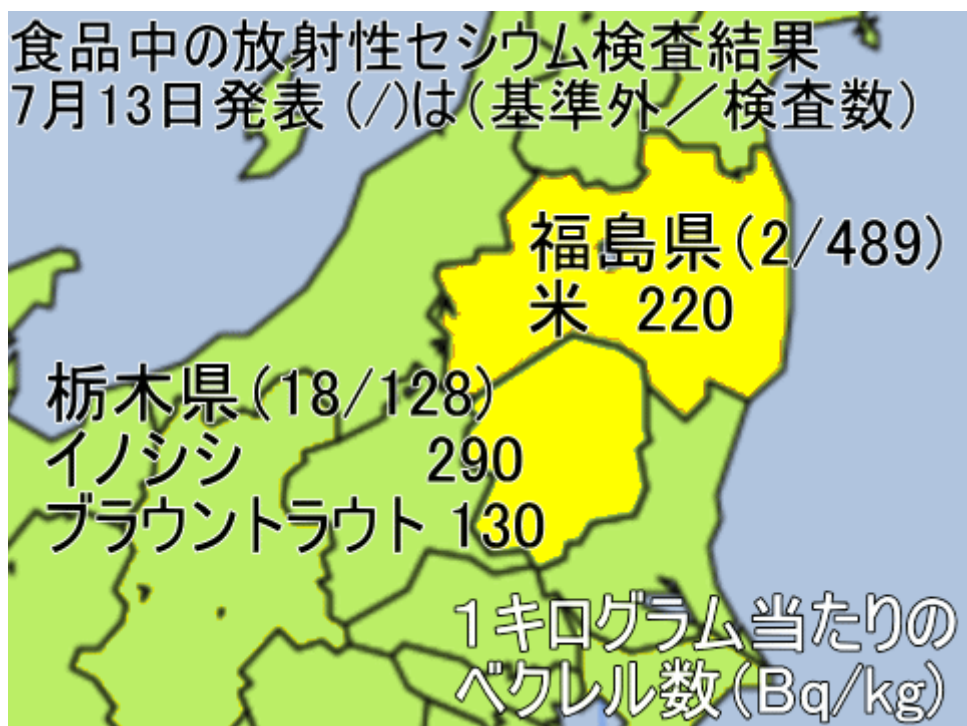 食品中の放射性セシウム検査結果
7月13日発表 (/)は(基準外／検査数)
福島県(2/489)
米　220
栃木県(18/128)
イノシシ　　　　290
ブラウントラウト 130
１キログラム当たりの
ベクレル数(Bq/kg)